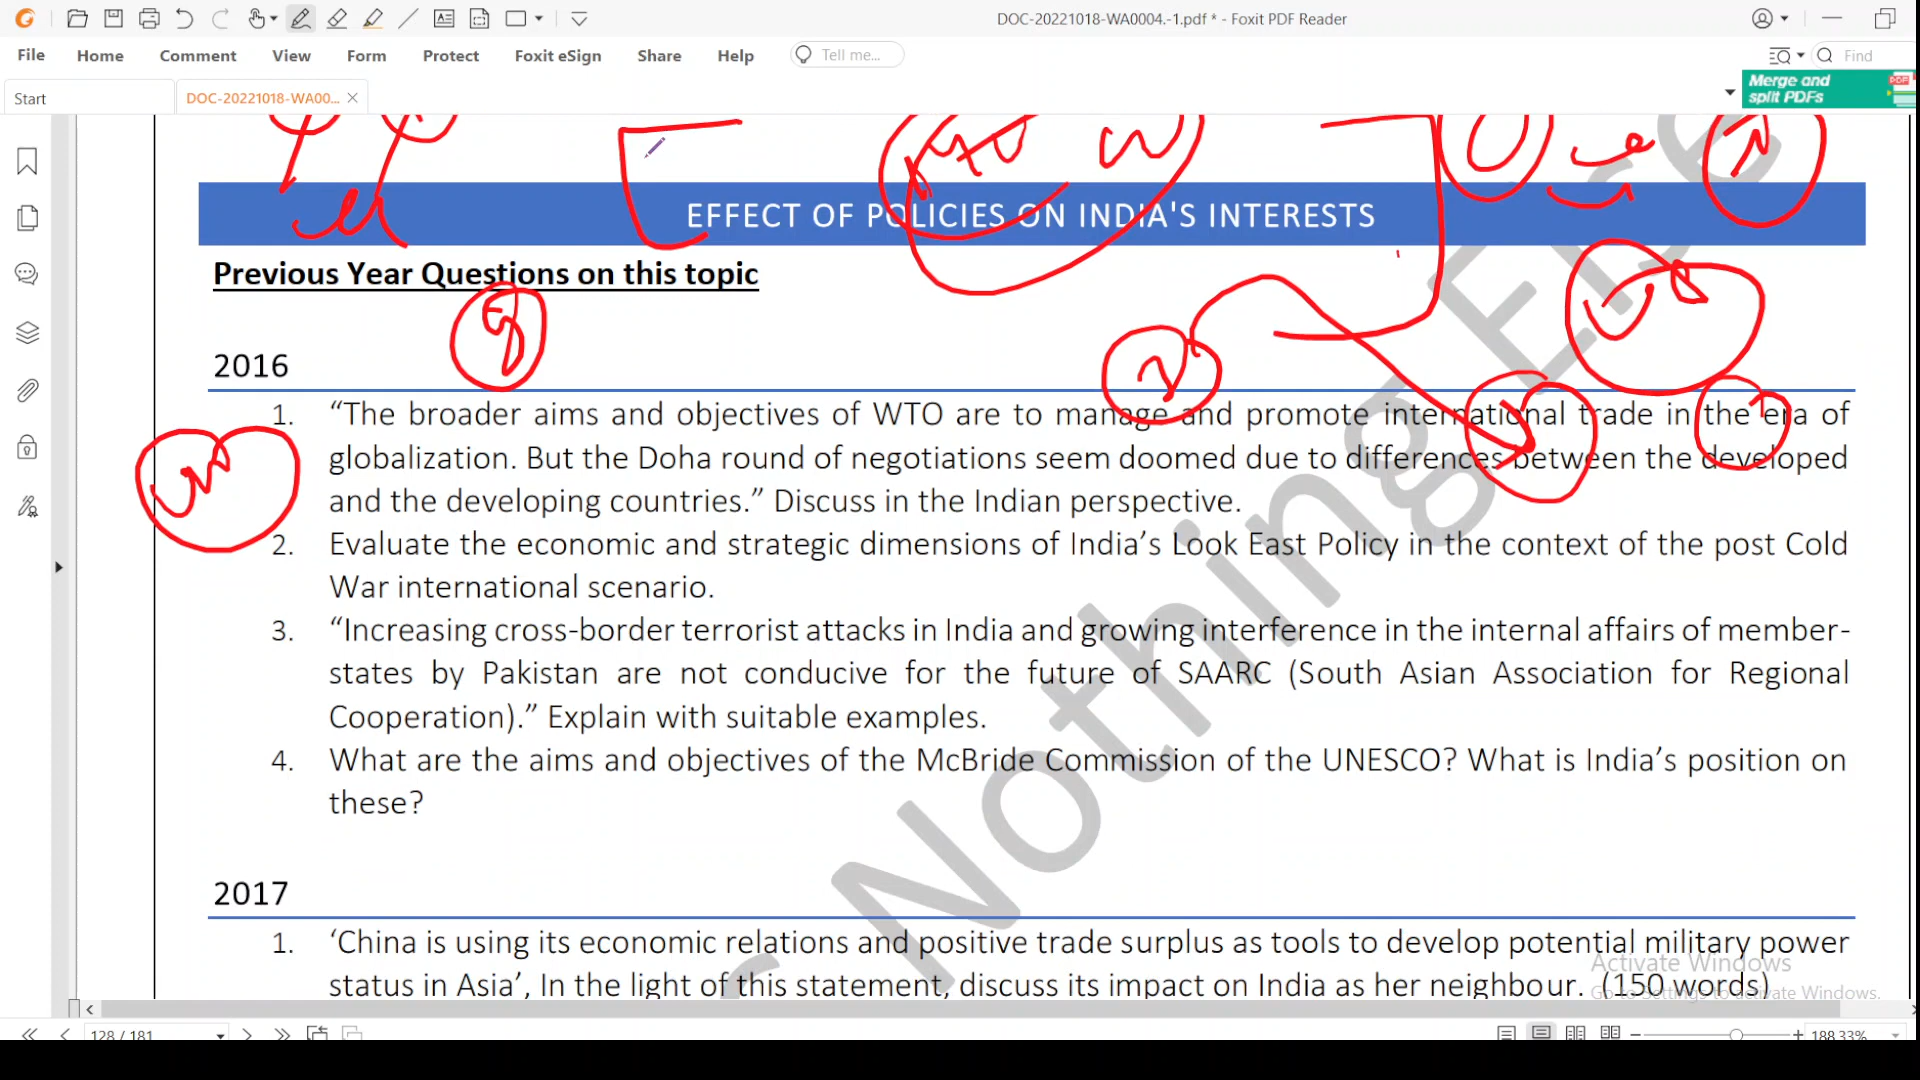 DOC-20221018-WA0004.-1.pdf * - Foxit PDF Reader
File Home Comment View Form Protect Foxit eSign Share Help Tell me... Find
Start DOC-20221018-WA00... Merge and
split PDFs
EFFECT OF POLICIES ON INDIA'S INTERESTS
Previous Year Questions on this topic
2016
1. “The broader aims and objectives of WTO are to manage and promote international trade in the era of
globalization. But the Doha round of negotiations seem doomed due to differences between the developed
and the developing countries.” Discuss in the Indian perspective.
2. Evaluate the economic and strategic dimensions of India’s Look East Policy in the context of the post Cold
War international scenario.
3. “Increasing cross-border terrorist attacks in India and growing interference in the internal affairs of member-
states by Pakistan are not conducive for the future of SAARC (South Asian Association for Regional
Cooperation).” Explain with suitable examples.
4. What are the aims and objectives of the McBride Commission of the UNESCO? What is India’s position on
these?
2017
1. ‘China is using its economic relations and positive trade surplus as tools to develop potential military power
status in Asia’, In the light of this statement, discuss its impact on India as her neighbour. (150 words)
Nothing Else
Activate Windows
Go to Settings to activate Windows.
128 / 181 188.33%